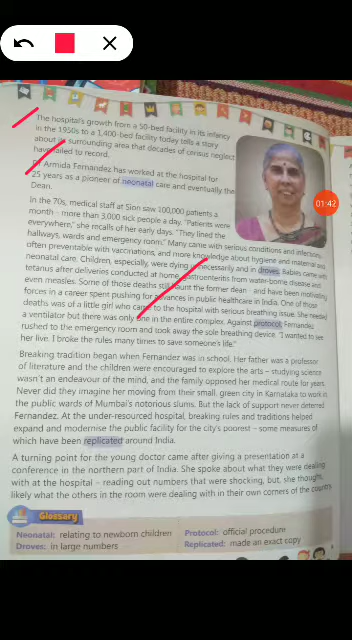 The hospital's growth from a 50-bed facility in its infancy
in the 1950s to a 1,400-bed facility today tells a story
about surrounding area that decades of census neglect
have failed to record.
Armida Fernandez has worked at the hospital for
25 years as a pioneer of neonatal care and eventually the
Dean.
In the 70s, medical staff at Sion saw 100,000 patients a
month – more than 3,000 sick people a day. "Patients were
everywhere," she recalls of her early days. "They lined the
hallways, wards and emergency room." Many came with serious conditions and infections,
often preventable with vaccinations, and more knowledge about hygiene and maternal and
neonatal care. Children, especially, were dying unnecessarily and in droves. Babies came with
tetanus after deliveries conducted at home, gastroenteritis from water-borne disease and
even measles. Some of those deaths still haunt the former dean – and have been motivating
forces in a career spent pushing for advances in public healthcare in India. One of those
deaths was of a little girl who came to the hospital with serious breathing issue. She needed
a ventilator but there was only one in the entire complex. Against protocol, Fernandez
rushed to the emergency room and took away the sole breathing device. "I wanted to see
her live. I broke the rules many times to save someone's life."
Breaking tradition began when Fernandez was in school. Her father was a professor
of literature and the children were encouraged to explore the arts – studying science
wasn't an endeavour of the mind, and the family opposed her medical route for years.
Never did they imagine her moving from their small, green city in Karnataka to work in
the public wards of Mumbai's notorious slums. But the lack of support never deterred
Fernandez. At the under-resourced hospital, breaking rules and traditions helped
expand and modernise the public facility for the city's poorest – some measures of
which have been replicated around India.
A turning point for the young doctor came after giving a presentation at a
conference in the northern part of India. She spoke about what they were dealing
with at the hospital – reading out numbers that were shocking, but, she thought,
likely what the others in the room were dealing with in their own corners of the country.
Glossary
Neonatal: relating to newborn children
Droves: in large numbers
Protocol: official procedure
Replicated: made an exact copy
01:42